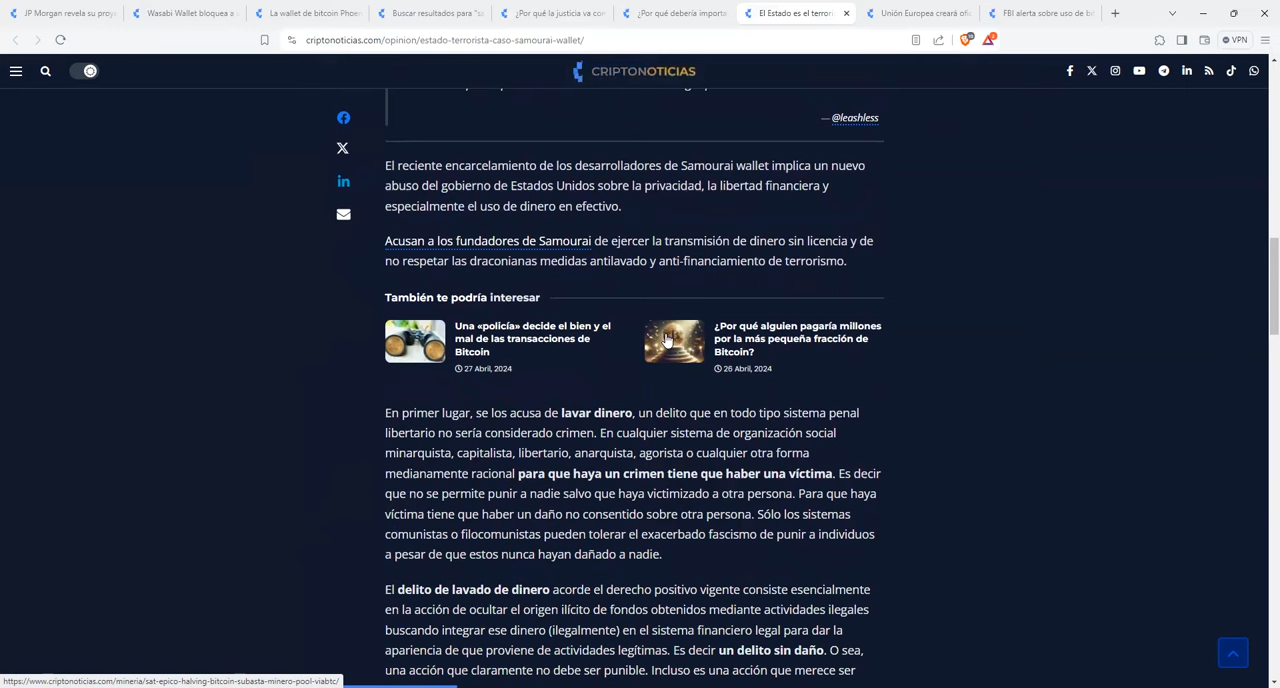 JP Morgan revela su proy
Wasabi Wallet bloquea a
La wallet de bitcoin Phoen
Buscar resultados para "sa
¿Por qué la justicia va con
¿Por qué debería importa
El Estado es el terror
Unión Europea creará ofi
FBI alerta sobre uso de b
criptonoticias.com/opinion/estado-terrorista-caso-samourai-wallet/
VPN
CRIPTONOTICIAS
— @leashless
El reciente encarcelamiento de los desarrolladores de Samourai wallet implica un nuevo
abuso del gobierno de Estados Unidos sobre la privacidad, la libertad financiera y
especialmente el uso de dinero en efectivo.
Acusan a los fundadores de Samourai de ejercer la transmisión de dinero sin licencia y de
no respetar las draconianas medidas antilavado y anti-financiamiento de terrorismo.
También te podría interesar
Una «policía» decide el bien y el
mal de las transacciones de
Bitcoin
27 Abril, 2024
¿Por qué alguien pagaría millones
por la más pequeña fracción de
Bitcoin?
26 Abril, 2024
En primer lugar, se los acusa de lavar dinero, un delito que en todo tipo sistema penal
libertario no sería considerado crimen. En cualquier sistema de organización social
minarquista, capitalista, libertario, anarquista, agorista o cualquier otra forma
medianamente racional para que haya un crimen tiene que haber una víctima. Es decir
que no se permite punir a nadie salvo que haya victimizado a otra persona. Para que haya
víctima tiene que haber un daño no consentido sobre otra persona. Sólo los sistemas
comunistas o filocomunistas pueden tolerar el exacerbado fascismo de punir a individuos
a pesar de que estos nunca hayan dañado a nadie.
El delito de lavado de dinero acorde el derecho positivo vigente consiste esencialmente
en la acción de ocultar el origen ilícito de fondos obtenidos mediante actividades ilegales
buscando integrar ese dinero (ilegalmente) en el sistema financiero legal para dar la
apariencia de que proviene de actividades legítimas. Es decir un delito sin daño. O sea,
una acción que claramente no debe ser punible. Incluso es una acción que merece ser
https://www.criptonoticias.com/mineria/sat-epico-halving-bitcoin-subasta-minero-pool-viabtc/